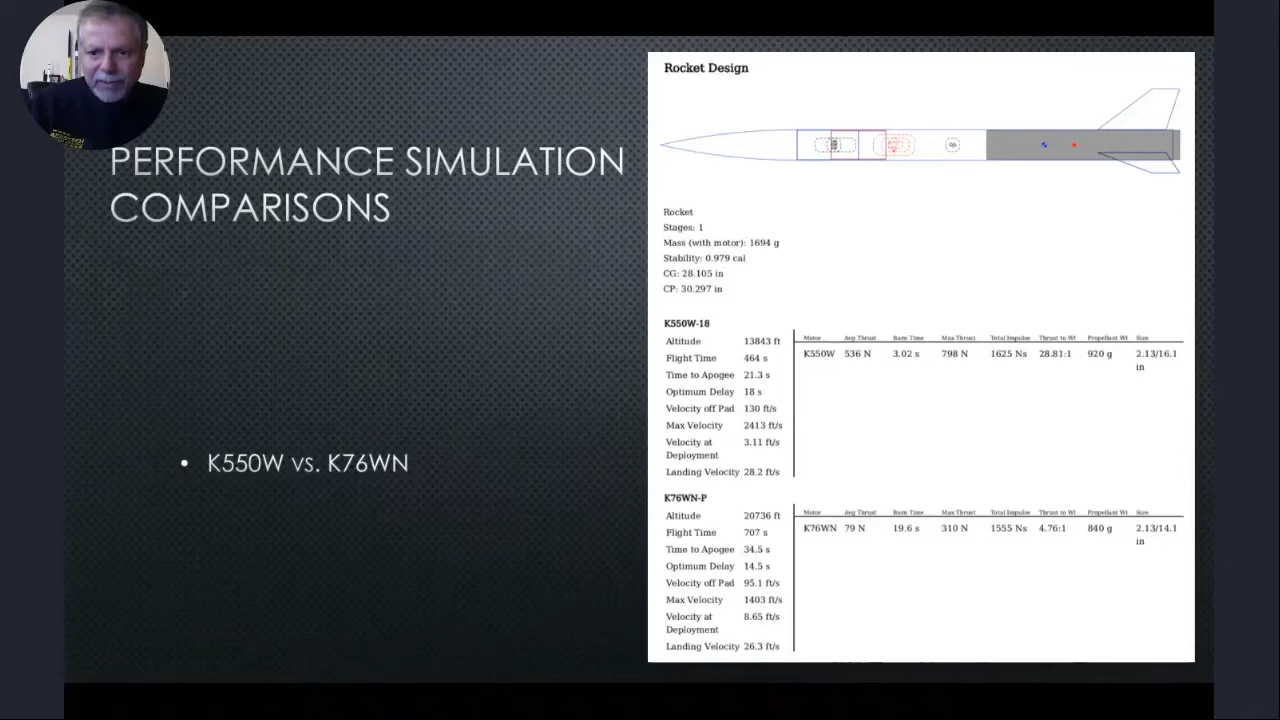 PERFORMANCE SIMULATION
COMPARISONS
• K550W VS. K76WN
Rocket Design
Rocket
Stages: 1
Mass (with motor): 1694 g
Stability: 0.979 cal
CG: 28.105 in
CP: 30.297 in
K550W-18
Altitude 13843 ft
Flight Time 464 s
Time to Apogee 21.3 s
Optimum Delay 18 s
Velocity off Pad 130 ft/s
Max Velocity 2413 ft/s
Velocity at 3.11 ft/s
Deployment
Landing Velocity 28.2 ft/s
Motor Avg Thrust Burn Time Max Thrust Total Impulse Thrust to Wt Propellant Wt Size
K550W 536 N 3.02 s 798 N 1625 Ns 28.81:1 920 g 2.13/16.1
in
K76WN-P
Altitude 20736 ft
Flight Time 707 s
Time to Apogee 34.5 s
Optimum Delay 14.5 s
Velocity off Pad 95.1 ft/s
Max Velocity 1403 ft/s
Velocity at 8.65 ft/s
Deployment
Landing Velocity 26.3 ft/s
Motor Avg Thrust Burn Time Max Thrust Total Impulse Thrust to Wt Propellant Wt Size
K76WN 79 N 19.6 s 310 N 1555 Ns 4.76:1 840 g 2.13/14.1
in